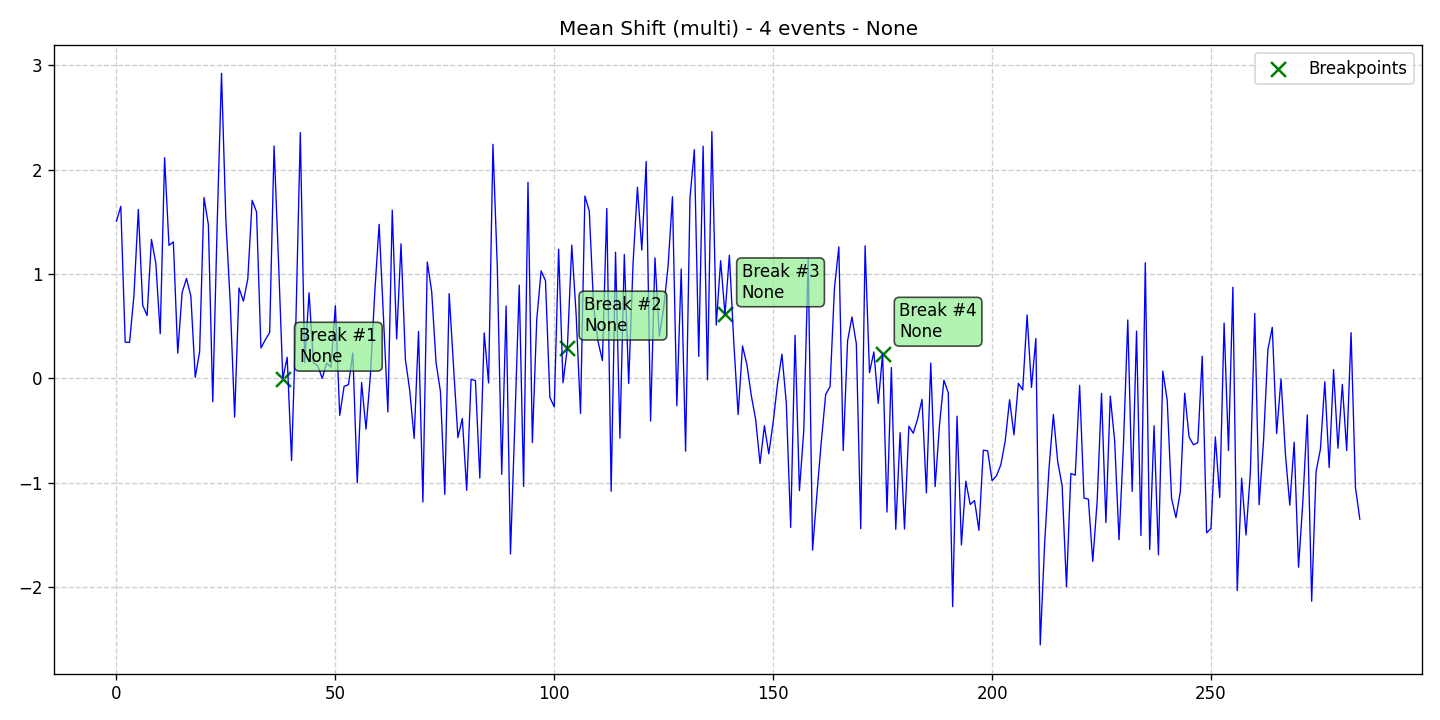 Mean Shift (multi) - 4 events - None
Breakpoints
3
2
1
0
−1
−2
Break #1
None
Break #2
None
Break #3
None
Break #4
None
0
50
100
150
200
250